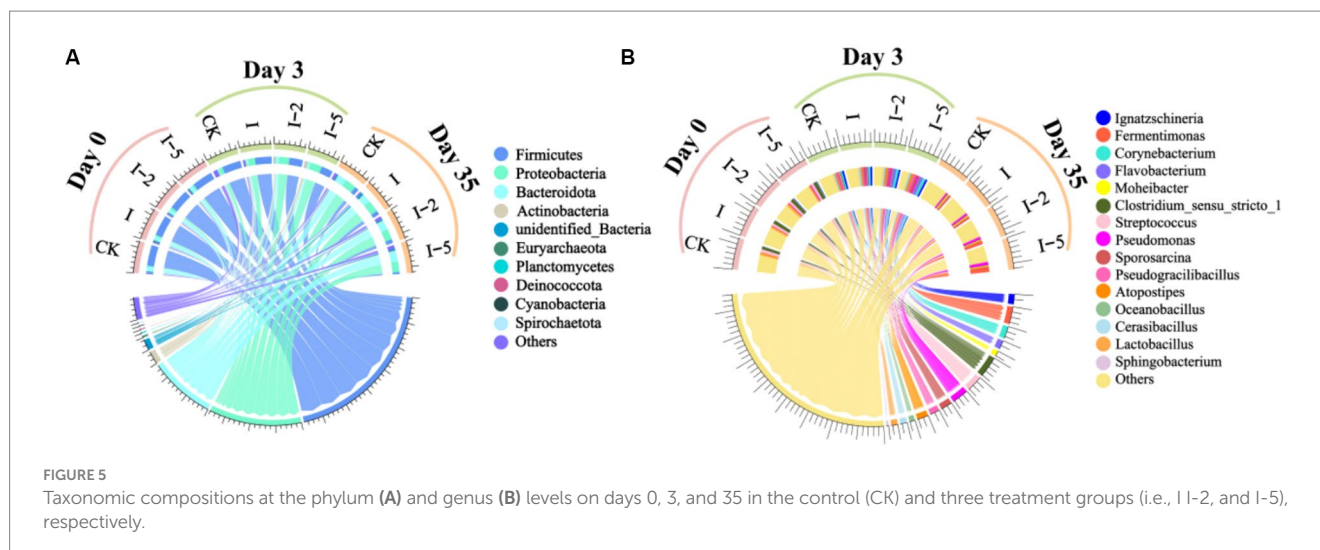 A
Day 0
Day 3
Day 35
CK
I
I-2
I-5
CK
I
I-2
I-5
CK
I
I-2
I-5
Firmicutes
Proteobacteria
Bacteroidota
Actinobacteria
unidentified_Bacteria
Euryarchaeota
Planctomycetes
Deinococcota
Cyanobacteria
Spirochaetota
Others
B
Day 0
Day 3
Day 35
CK
I
I-2
I-5
CK
I
I-2
I-5
CK
I
I-2
I-5
Ignatzschineria
Fermentimonas
Corynebacterium
Flavobacterium
Moheibacter
Clostridium_sensu_stricto_1
Streptococcus
Pseudomonas
Sporosarcina
Pseudogracilibacillus
Atopostipes
Oceanobacillus
Cerasibacillus
Lactobacillus
Sphingobacterium
Others
FIGURE 5
Taxonomic compositions at the phylum (A) and genus (B) levels on days 0, 3, and 35 in the control (CK) and three treatment groups (i.e., I I-2, and I-5),
respectively.